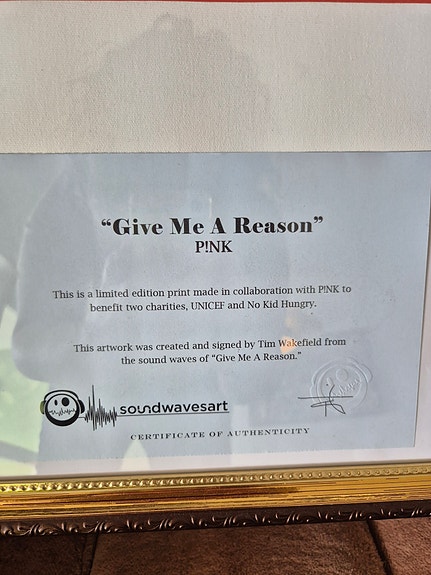 “Give Me A Reason”
P!NK
This is a limited edition print made in collaboration with P!NK to
benefit two charities, UNICEF and No Kid Hungry.
This artwork was created and signed by Tim Wakefield from
the sound waves of “Give Me A Reason.”
soundwavesart
CERTIFICATE OF AUTHENTICITY